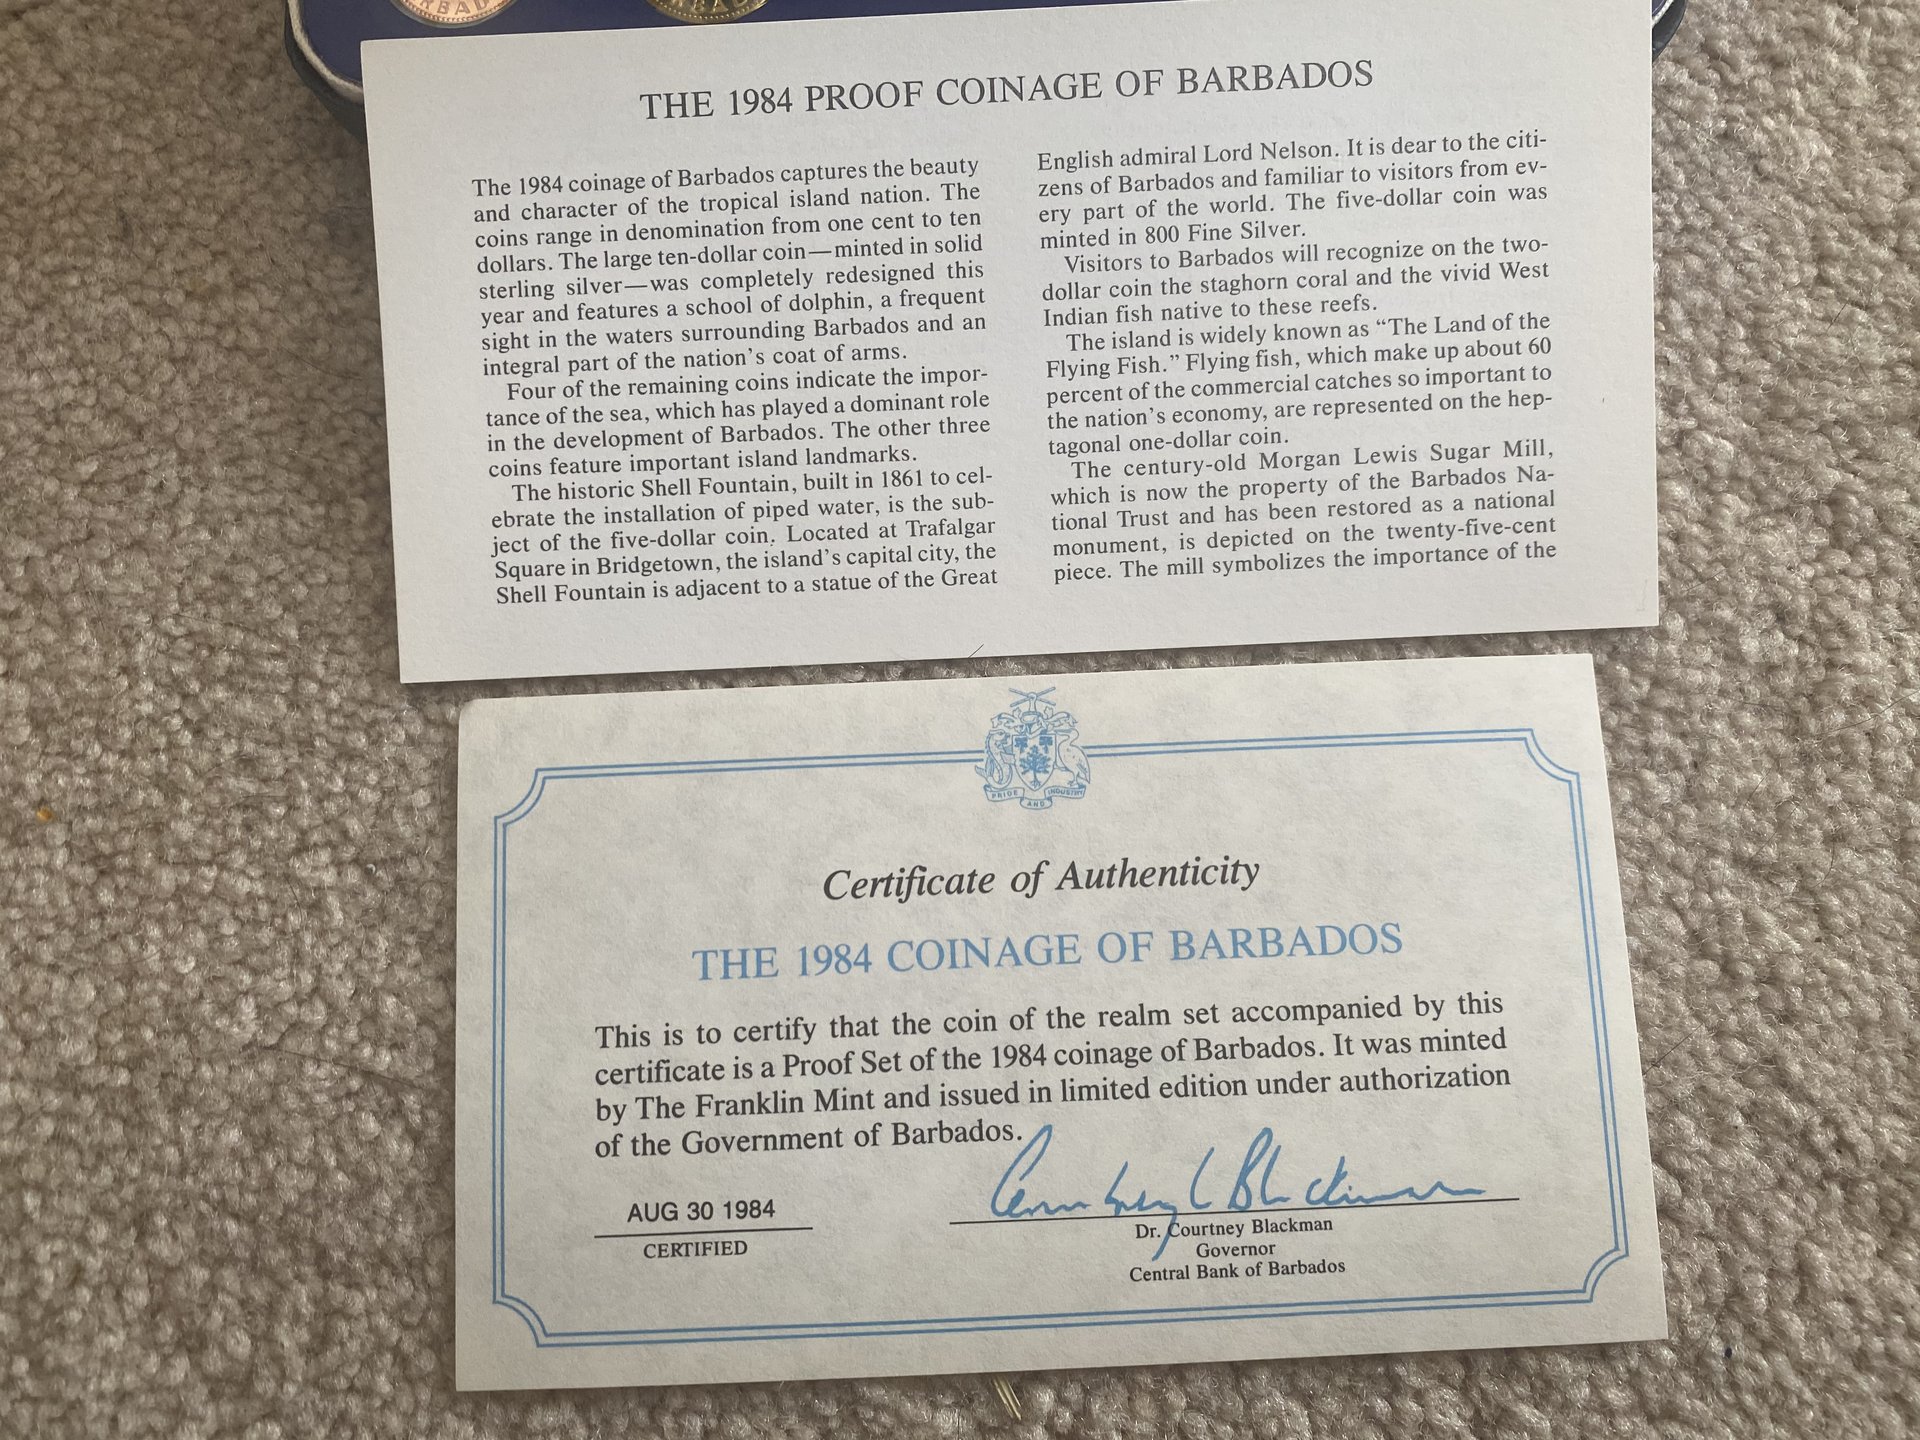 RBAD
RBAD
THE 1984 PROOF COINAGE OF BARBADOS
The 1984 coinage of Barbados captures the beauty
and character of the tropical island nation. The
coins range in denomination from one cent to ten
dollars. The large ten-dollar coin—minted in solid
sterling silver—was completely redesigned this
year and features a school of dolphin, a frequent
sight in the waters surrounding Barbados and an
integral part of the nation's coat of arms.
Four of the remaining coins indicate the impor-
tance of the sea, which has played a dominant role
in the development of Barbados. The other three
coins feature important island landmarks.
The historic Shell Fountain, built in 1861 to cel-
ebrate the installation of piped water, is the sub-
ject of the five-dollar coin. Located at Trafalgar
Square in Bridgetown, the island's capital city, the
Shell Fountain is adjacent to a statue of the Great
English admiral Lord Nelson. It is dear to the citi-
zens of Barbados and familiar to visitors from ev-
ery part of the world. The five-dollar coin was
minted in 800 Fine Silver.
Visitors to Barbados will recognize on the two-
dollar coin the staghorn coral and the vivid West
Indian fish native to these reefs.
The island is widely known as “The Land of the
Flying Fish.” Flying fish, which make up about 60
percent of the commercial catches so important to
the nation's economy, are represented on the hep-
tagonal one-dollar coin.
The century-old Morgan Lewis Sugar Mill,
which is now the property of the Barbados Na-
tional Trust and has been restored as a national
monument, is depicted on the twenty-five-cent
piece. The mill symbolizes the importance of the
PRIDE AND INDUSTRY
Certificate of Authenticity
THE 1984 COINAGE OF BARBADOS
This is to certify that the coin of the realm set accompanied by this
certificate is a Proof Set of the 1984 coinage of Barbados. It was minted
by The Franklin Mint and issued in limited edition under authorization
of the Government of Barbados.
Courtney Blackman
AUG 30 1984
CERTIFIED
Dr. Courtney Blackman
Governor
Central Bank of Barbados